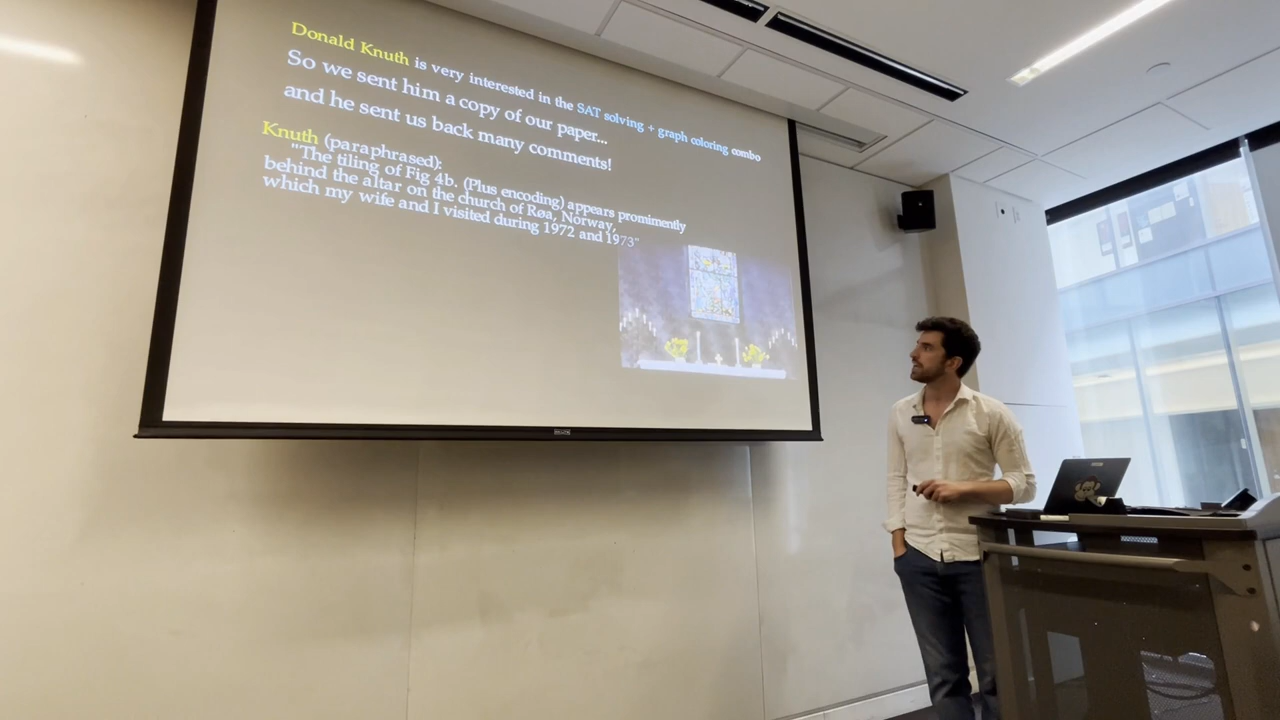 Donald Knuth is very interested in the SAT solving + graph coloring combo
So we sent him a copy of our paper...
and he sent us back many comments!
Knuth (paraphrased):
"The tiling of Fig 4b. (Plus encoding) appears promimently
behind the altar on the church of Røa, Norway,
which my wife and I visited during 1972 and 1973"